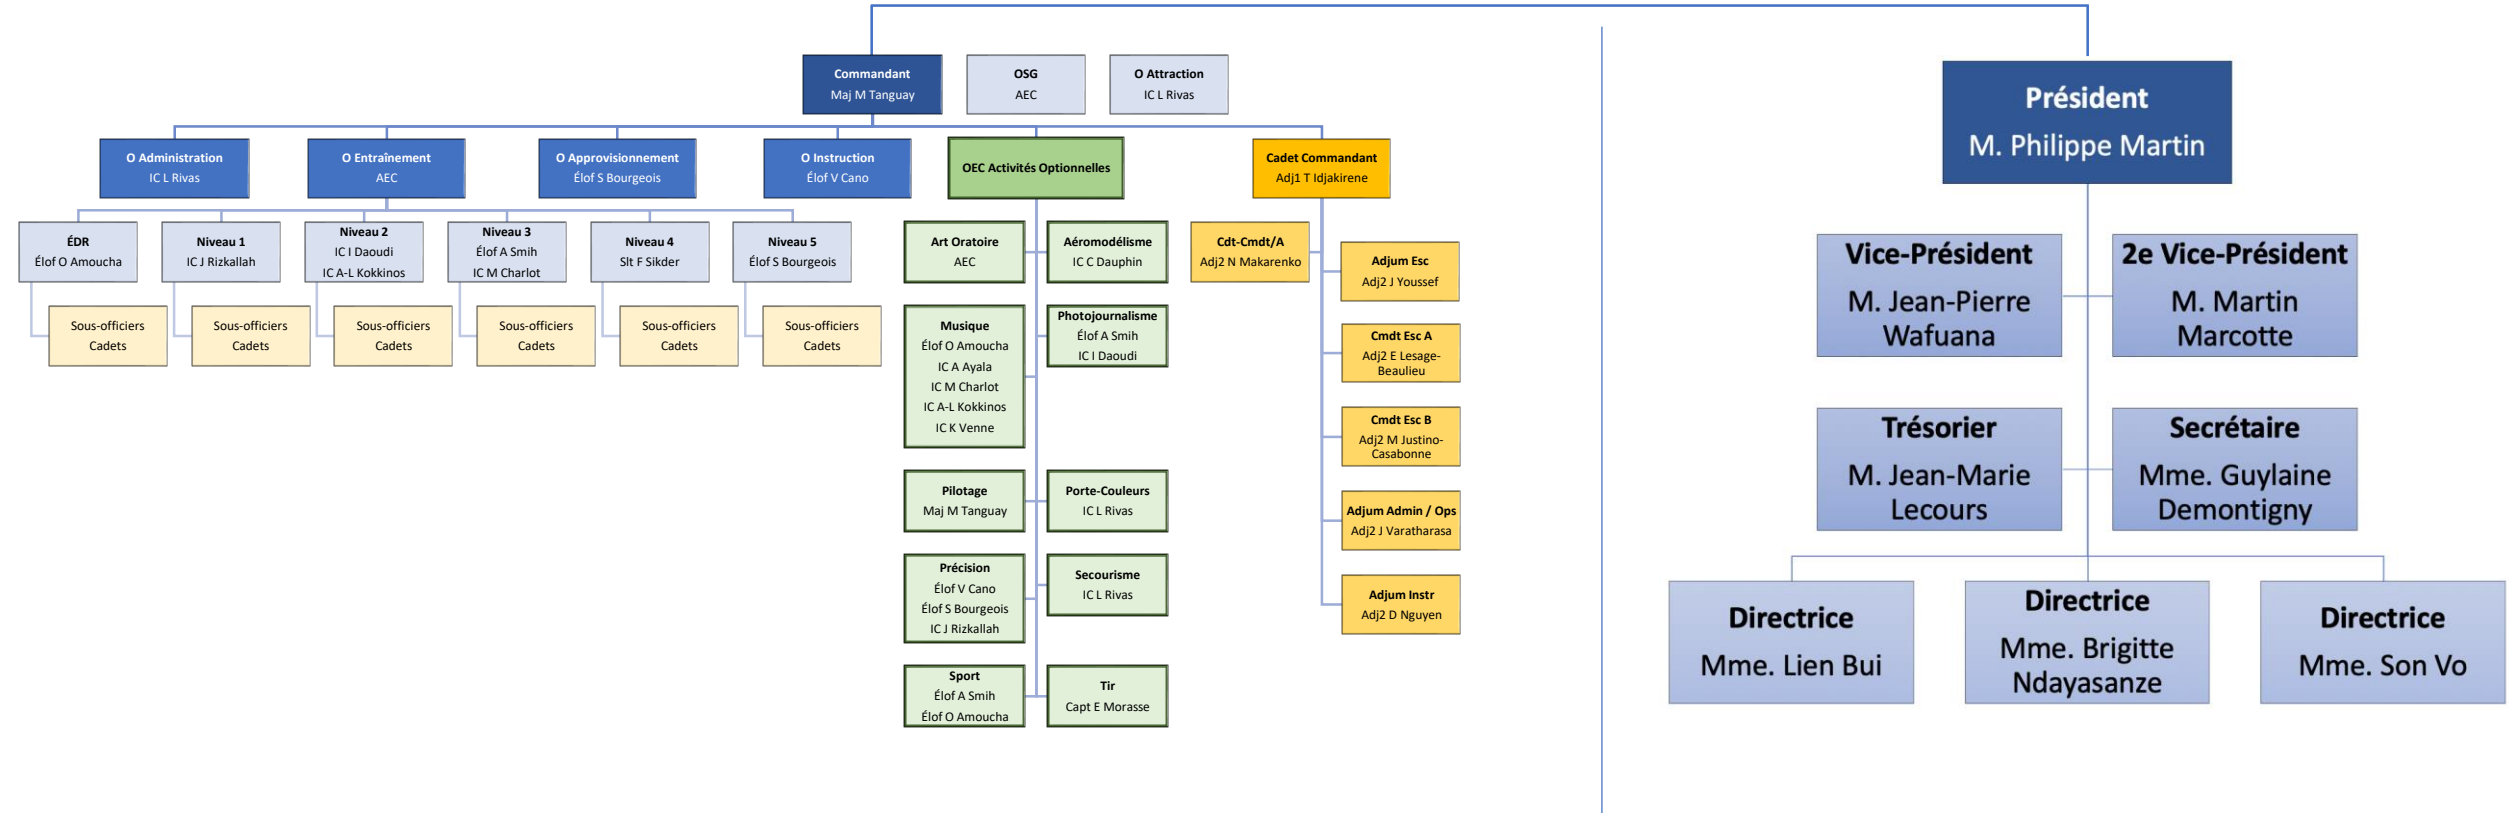 Commandant
Maj M Tanguay
OSG
AEC
O Attraction
IC L Rivas
O Administration
IC L Rivas
O Entraînement
AEC
O Approvisionnement
Élof S Bourgeois
O Instruction
Élof V Cano
OEC Activités Optionnelles
Cadet Commandant
Adj1 T Idjakirene
ÉDR
Élof O Amoucha
Niveau 1
IC J Rizkallah
Niveau 2
IC I Daoudi
IC A-L Kokkinos
Niveau 3
Élof A Smih
IC M Charlot
Niveau 4
Slt F Sikder
Niveau 5
Élof S Bourgeois
Sous-officiers
Cadets
Sous-officiers
Cadets
Sous-officiers
Cadets
Sous-officiers
Cadets
Sous-officiers
Cadets
Sous-officiers
Cadets
Art Oratoire
AEC
Aéromodélisme
IC C Dauphin
Musique
Élof O Amoucha
IC A Ayala
IC M Charlot
IC A-L Kokkinos
IC K Venne
Photojournalisme
Élof A Smih
IC I Daoudi
Pilotage
Maj M Tanguay
Porte-Couleurs
IC L Rivas
Précision
Élof V Cano
Élof S Bourgeois
IC J Rizkallah
Secourisme
IC L Rivas
Sport
Élof A Smih
Élof O Amoucha
Tir
Capt E Morasse
Cdt-Cmdt/A
Adj2 N Makarenko
Adjum Esc
Adj2 J Youssef
Cmdt Esc A
Adj2 E Lesage-
Beaulieu
Cmdt Esc B
Adj2 M Justino-
Casabonne
Adjum Admin / Ops
Adj2 J Varatharasa
Adjum Instr
Adj2 D Nguyen
Président
M. Philippe Martin
Vice-Président
M. Jean-Pierre
Wafuana
2e Vice-Président
M. Martin
Marcotte
Trésorier
M. Jean-Marie
Lecours
Secrétaire
Mme. Guylaine
Demontigny
Directrice
Mme. Lien Bui
Directrice
Mme. Brigitte
Ndayasanze
Directrice
Mme. Son Vo